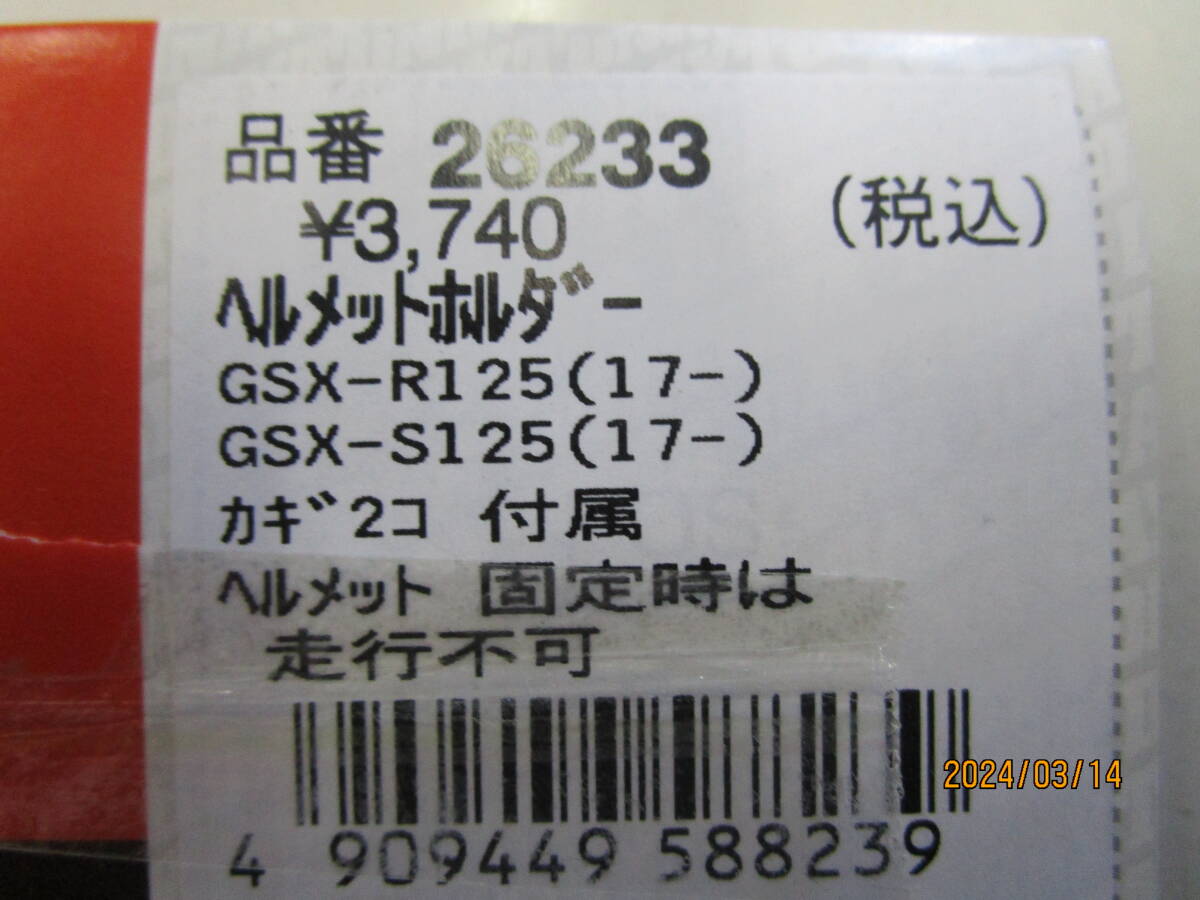 品番 26233
¥3,740 (税込)
ﾍﾙﾒｯﾄﾎﾙﾀﾞｰ
GSX-R125(17-)
GSX-S125(17-)
ｶｷﾞ2ｺ 付属
ﾍﾙﾒｯﾄ 固定時は
走行不可
2024/03/14
4 909449 588239